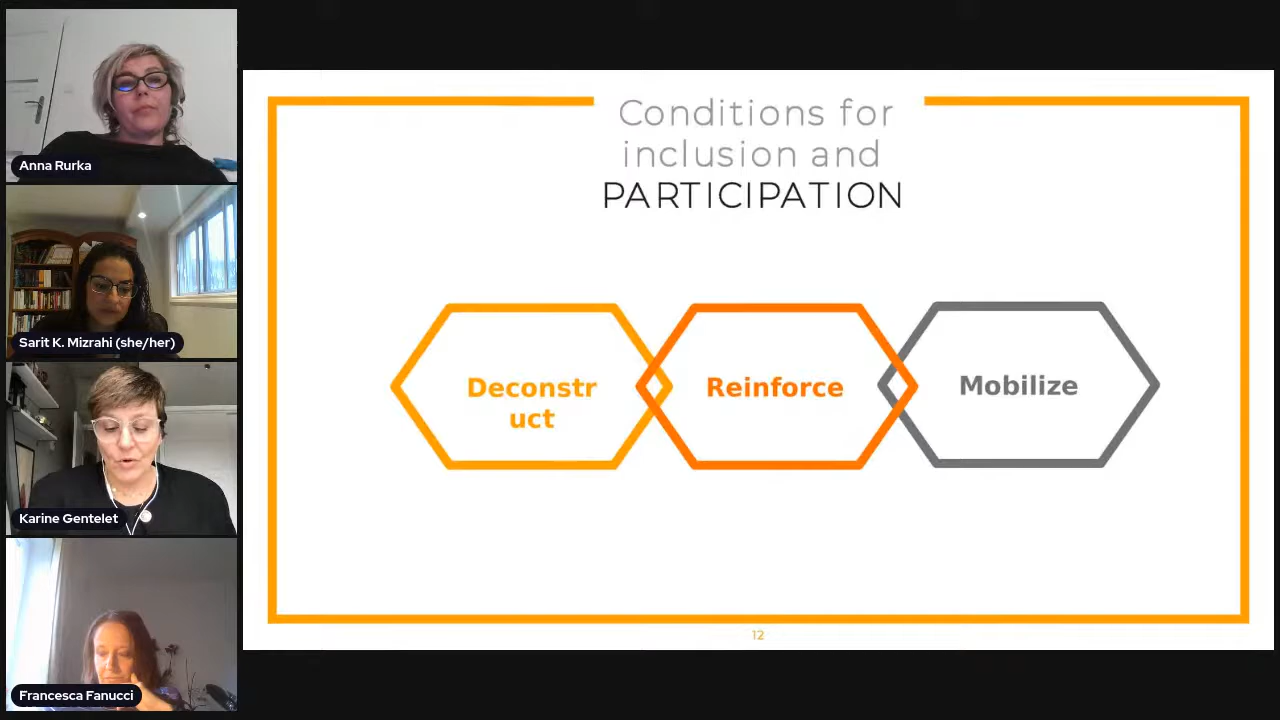 Anna Rurka
Sarit K. Mizrahi (she/her)
Karine Gentelet
Francesca Fanucci
Conditions for
inclusion and
PARTICIPATION
Deconstr
uct
Reinforce
Mobilize
12